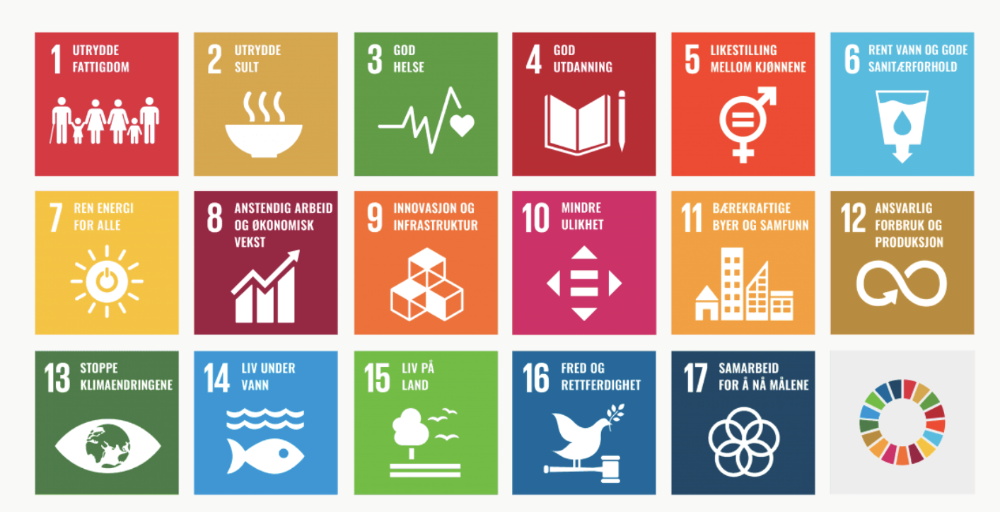 1 UTRYDDE
FATTIGDOM
2 UTRYDDE
SULT
3 GOD
HELSE
4 GOD
UTDANNING
5 LIKESTILLING
MELLOM KJØNNENE
6 RENT VANN OG GODE
SANITÆRFORHOLD
7 REN ENERGI
FOR ALLE
8 ANSTENDIG ARBEID
OG ØKONOMISK
VEKST
9 INNOVASJON OG
INFRASTRUKTUR
10 MINDRE
ULIKHET
11 BÆREKRAFTIGE
BYER OG SAMFUNN
12 ANSVARLIG
FORBRUK OG
PRODUKSJON
13 STOPPE
KLIMAENDRINGENE
14 LIV UNDER
VANN
15 LIV PÅ
LAND
16 FRED OG
RETTFERDIGHET
17 SAMARBEID
FOR Å NÅ MÅLENE